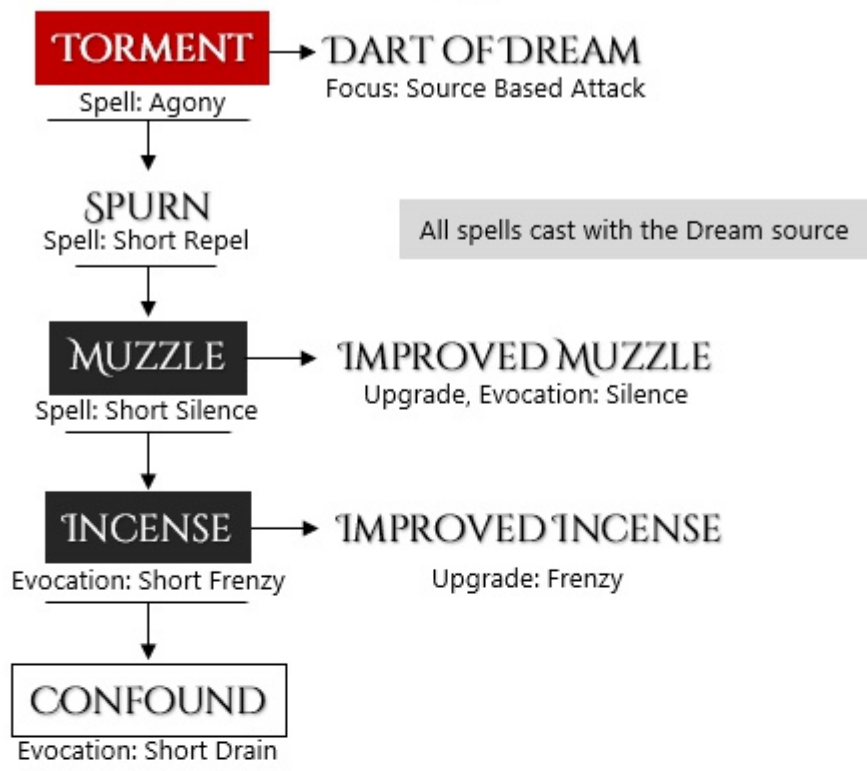 TORMENT
DART OF DREAM
Spell: Agony
Focus: Source Based Attack
SPURN
Spell: Short Repel
All spells cast with the Dream source
MUZZLE
IMPROVED MUZZLE
Spell: Short Silence
Upgrade, Evocation: Silence
INCENSE
IMPROVED INCENSE
Evocation: Short Frenzy
Upgrade: Frenzy
CONFOUND
Evocation: Short Drain